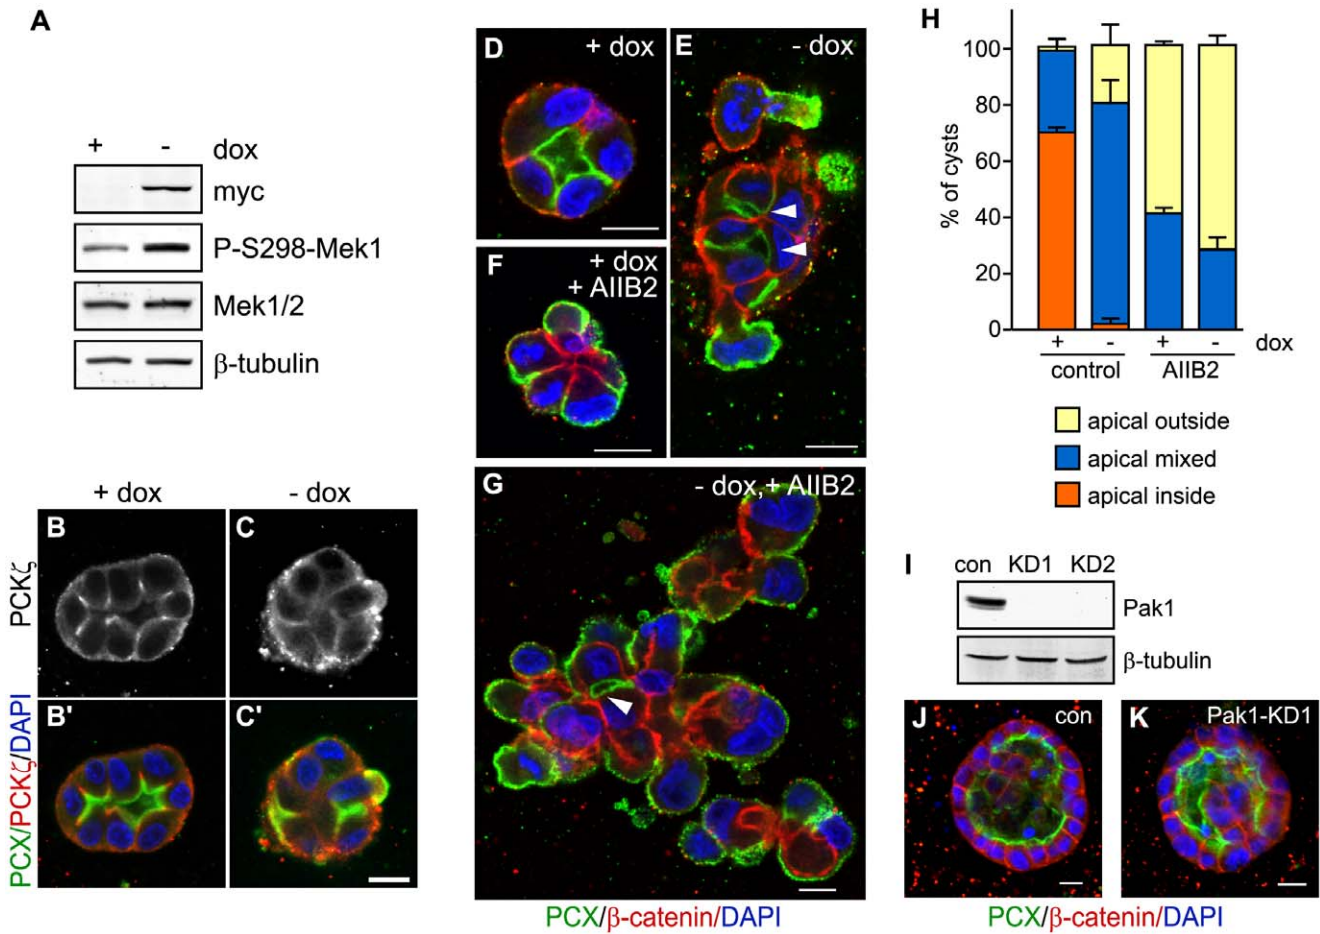 A
+ - dox
myc
P-S298-Mek1
Mek1/2
β-tubulin
+ dox
- dox
B
C
PCKζ
B'
C'
PCX/PCKζ/DAPI
D
+ dox
E
- dox
F
+ dox
+ AIIB2
G
- dox,+ AIIB2
PCX/β-catenin/DAPI
H
% of cysts
100
80
60
40
20
0
+ - + - dox
control AIIB2
apical outside
apical mixed
apical inside
I
con KD1 KD2
Pak1
β-tubulin
J
con
K
Pak1-KD1
PCX/β-catenin/DAPI